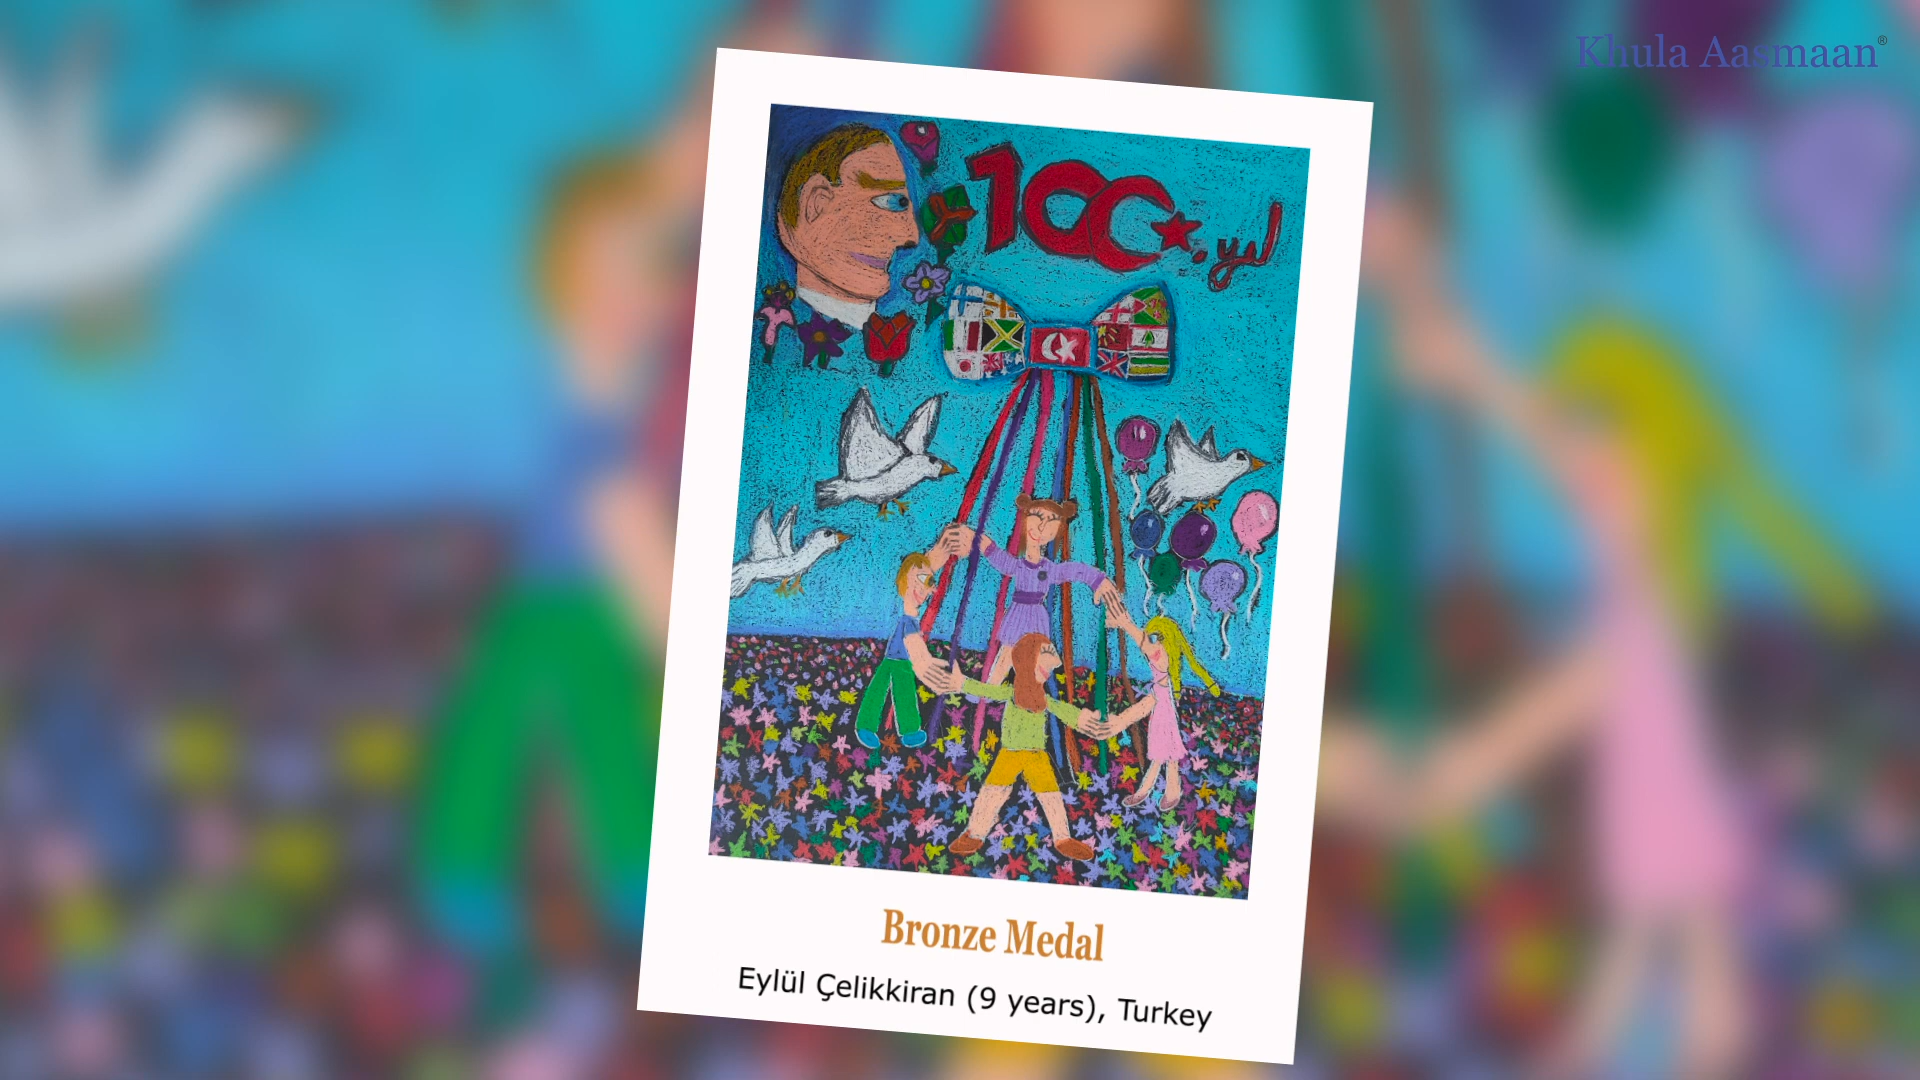 Khula Aasmaan®
100.yıl
Bronze Medal
Eylül Çelikkiran (9 years), Turkey